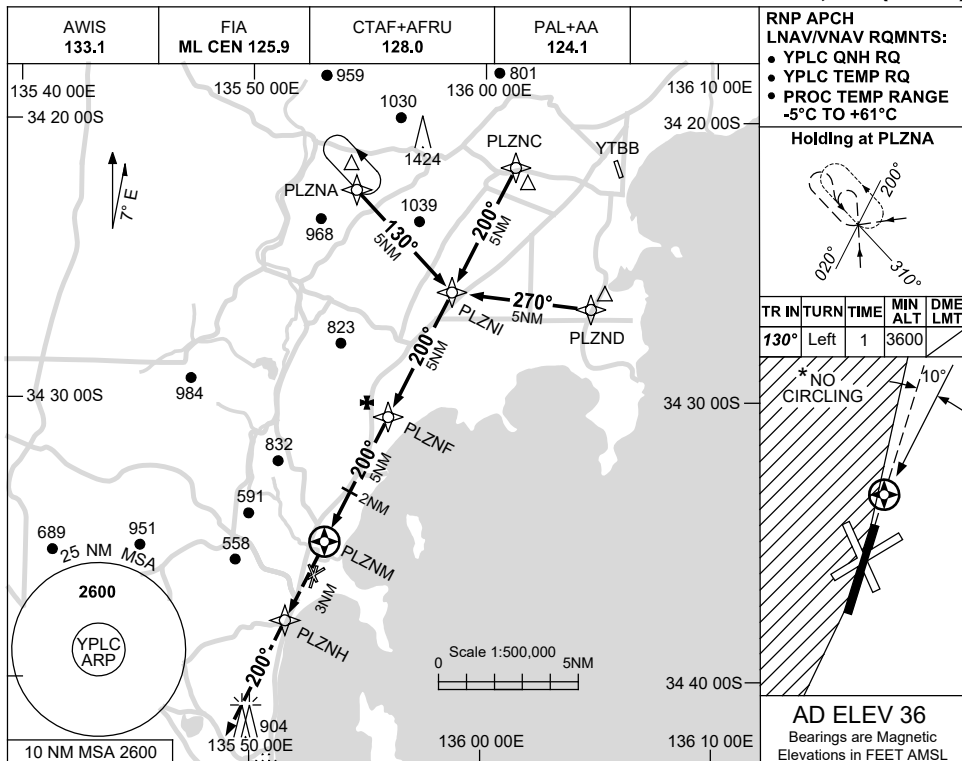 AWIS
133.1
FIA
ML CEN 125.9
CTAF+AFRU
128.0
PAL+AA
124.1
RNP APCH
LNAV/VNAV RQMNTS:
• YPLC QNH RQ
• YPLC TEMP RQ
• PROC TEMP RANGE
-5°C TO +61°C
135 40 00E
135 50 00E
136 00 00E
136 10 00E
959
801
34 20 00S
34 20 00S
1030
1424
PLZNC
YTBB
PLZNA
7° E
968
1039
130°
5NM
200°
5NM
270°
5NM
PLZNI
PLZND
823
200°
5NM
984
34 30 00S
34 30 00S
PLZNF
832
200°
5NM
2NM
591
689
951
558
25 NM MSA
2600
YPLC
ARP
PLZNM
3NM
PLZNH
200°
Scale 1:500,000
0
5NM
34 40 00S
904
10 NM MSA 2600
135 50 00E
136 00 00E
136 10 00E
Holding at PLZNA
200°
020°
310°
TR IN
TURN
TIME
MIN
ALT
DME
LMT
130°
Left
1
3600
*NO
CIRCLING
10°
AD ELEV 36
Bearings are Magnetic
Elevations in FEET AMSL